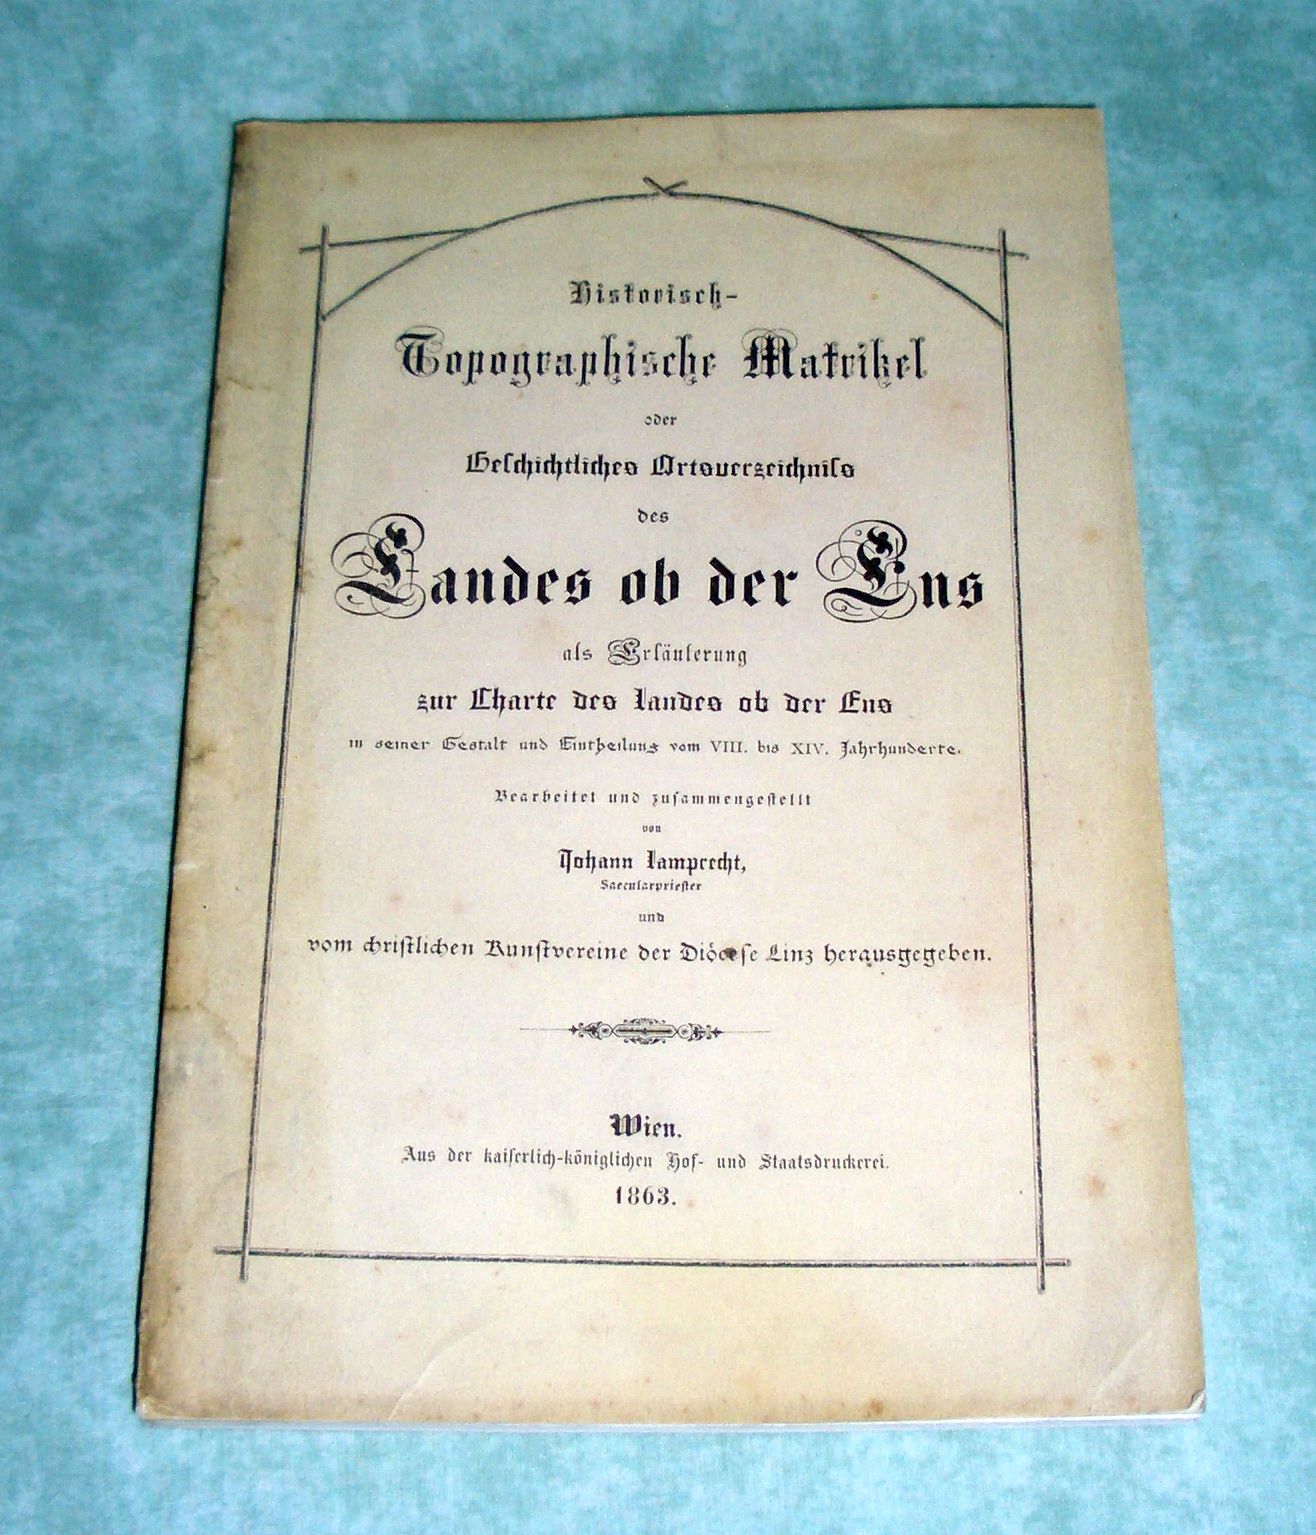 Historisch-
Topographische Matrikel
oder
Geschichtliches Ortsverzeichniss
des
Landes ob der Ens
als Erläuterung
zur Charte des Landes ob der Ens
in seiner Gestalt und Eintheilung vom VIII. bis XIV. Jahrhunderte.
Bearbeitet und zusammengestellt
von
Johann Lamprecht,
Saecularpriester
und
vom christlichen Kunstvereine der Diöcese Linz herausgegeben.
Wien.
Aus der kaiserlich-königlichen Hof- und Staatsdruckerei.
1863.